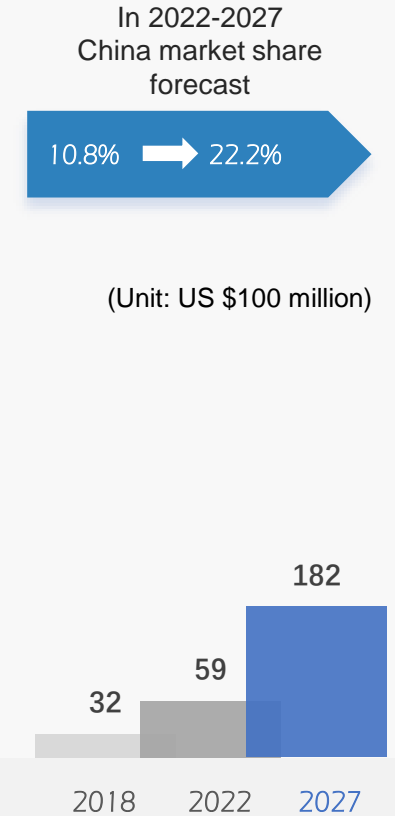 In 2022-2027
China market share
forecast
10.8% 22.2%
(Unit: US $100 million)
182
59
32
2018 2022 2027